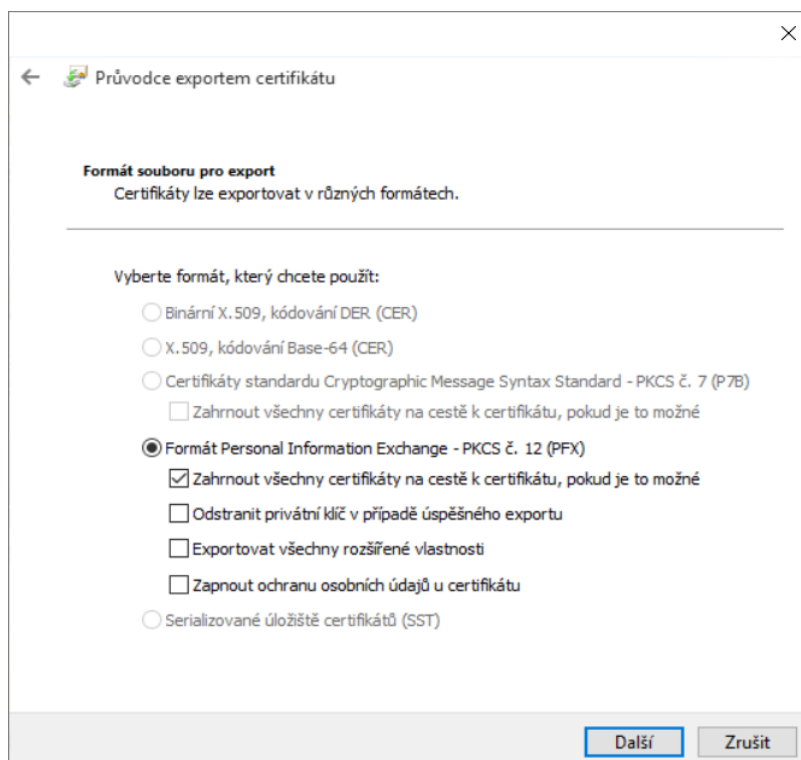 Průvodce exportem certifikátu
Formát souboru pro export
Certifikáty lze exportovat v různých formátech.
Vyberte formát, který chcete použít:
Binární X.509, kódování DER (CER)
X.509, kódování Base-64 (CER)
Certifikáty standardu Cryptographic Message Syntax Standard - PKCS č. 7 (P7B)
Zahrnout všechny certifikáty na cestě k certifikátu, pokud je to možné
Formát Personal Information Exchange - PKCS č. 12 (PFX)
Zahrnout všechny certifikáty na cestě k certifikátu, pokud je to možné
Odstranit privátní klíč v případě úspěšného exportu
Exportovat všechny rozšířené vlastnosti
Zapnout ochranu osobních údajů u certifikátu
Serializované úložiště certifikátů (SST)
Další
Zrušit